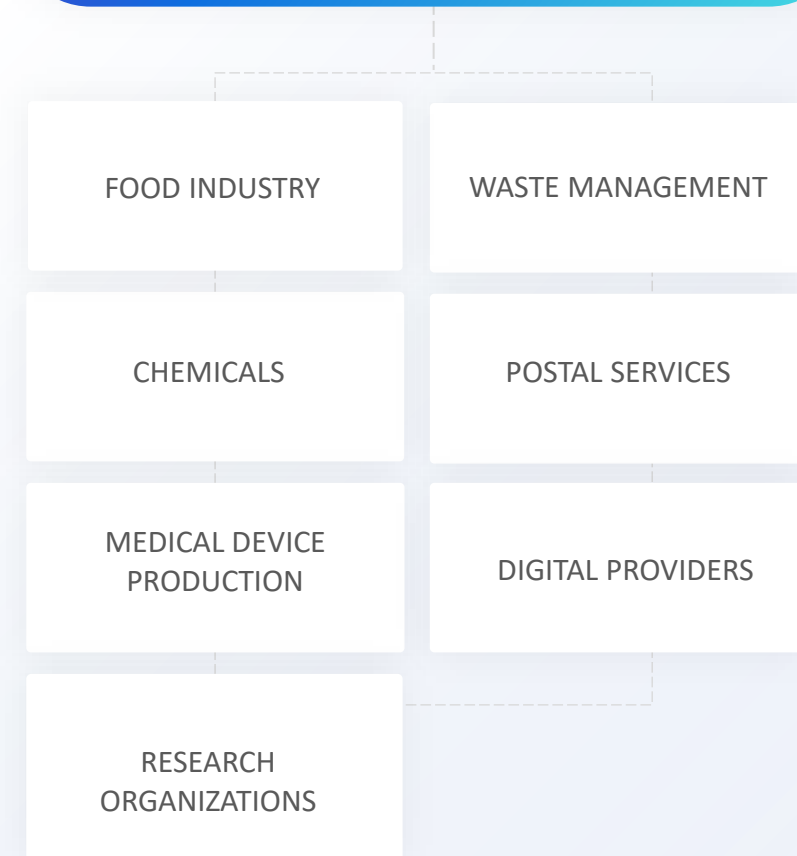 FOOD INDUSTRY
WASTE MANAGEMENT
CHEMICALS
POSTAL SERVICES
MEDICAL DEVICE
PRODUCTION
DIGITAL PROVIDERS
RESEARCH
ORGANIZATIONS